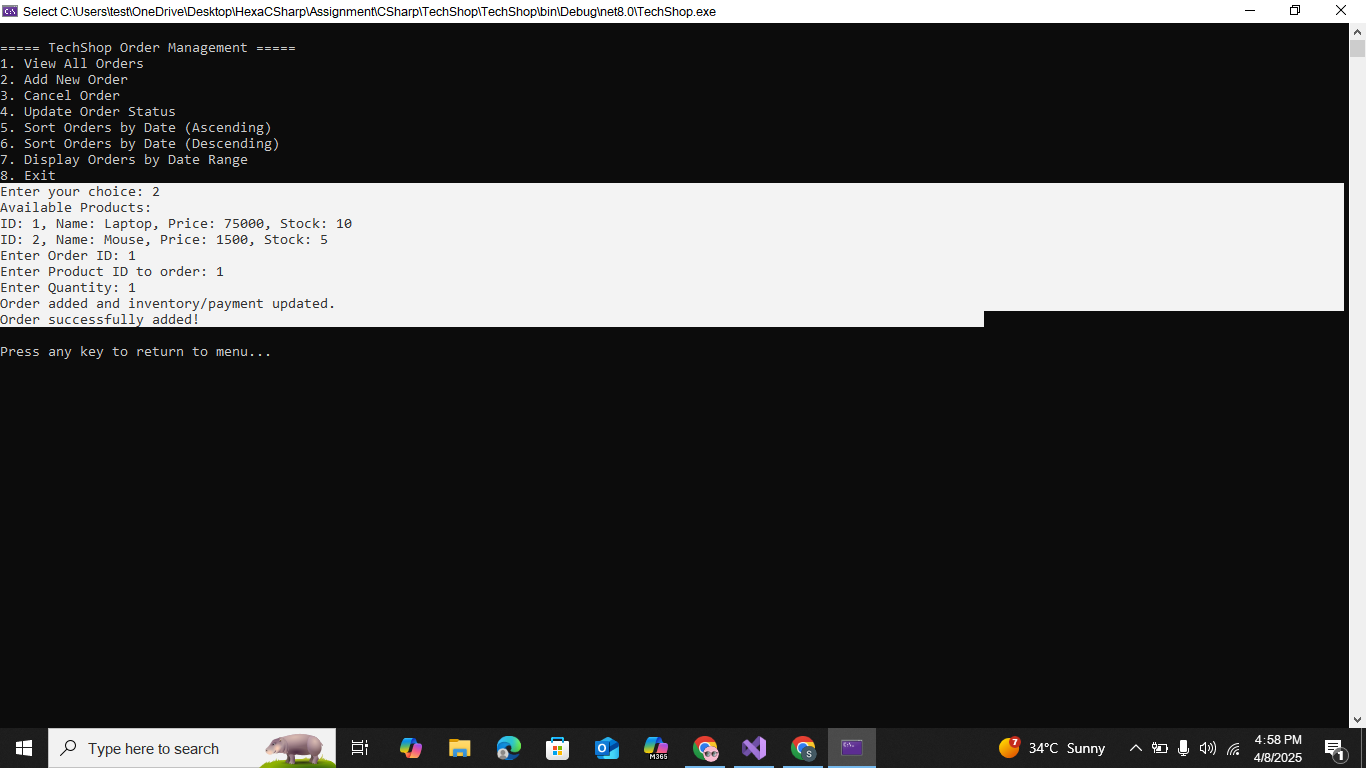 Select C:\Users\test\OneDrive\Desktop\HexaCSharp\Assignment\CSharp\TechShop\TechShop\bin\Debug\net8.0\TechShop.exe
===== TechShop Order Management =====
1. View All Orders
2. Add New Order
3. Cancel Order
4. Update Order Status
5. Sort Orders by Date (Ascending)
6. Sort Orders by Date (Descending)
7. Display Orders by Date Range
8. Exit
Enter your choice: 2
Available Products:
ID: 1, Name: Laptop, Price: 75000, Stock: 10
ID: 2, Name: Mouse, Price: 1500, Stock: 5
Enter Order ID: 1
Enter Product ID to order: 1
Enter Quantity: 1
Order added and inventory/payment updated.
Order successfully added!
Press any key to return to menu...
Type here to search
M365
S
7
34°C Sunny
4:58 PM
4/8/2025
1